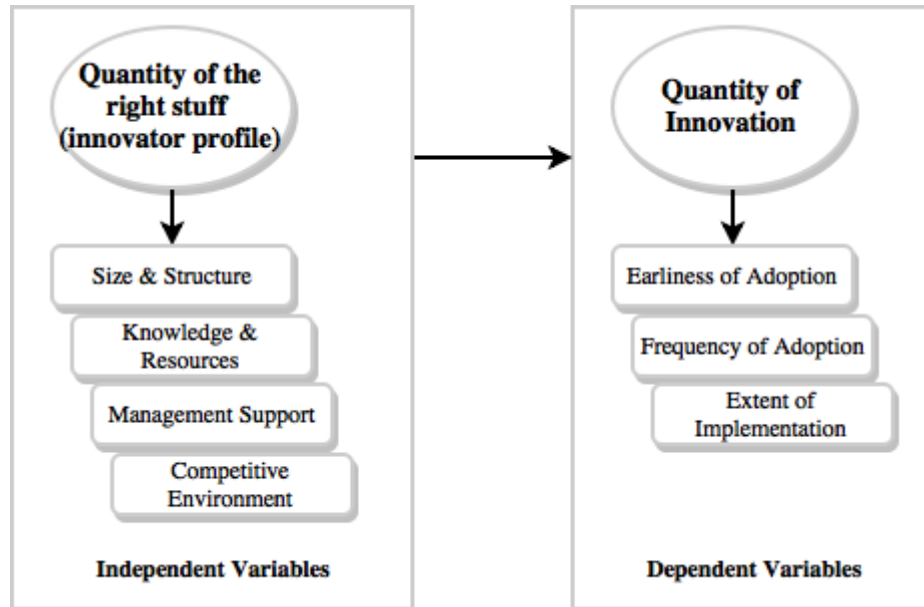 Quantity of the
right stuff
(innovator profile)
Size & Structure
Knowledge &
Resources
Management Support
Competitive
Environment
Independent Variables
Quantity of
Innovation
Earliness of Adoption
Frequency of Adoption
Extent of
Implementation
Dependent Variables